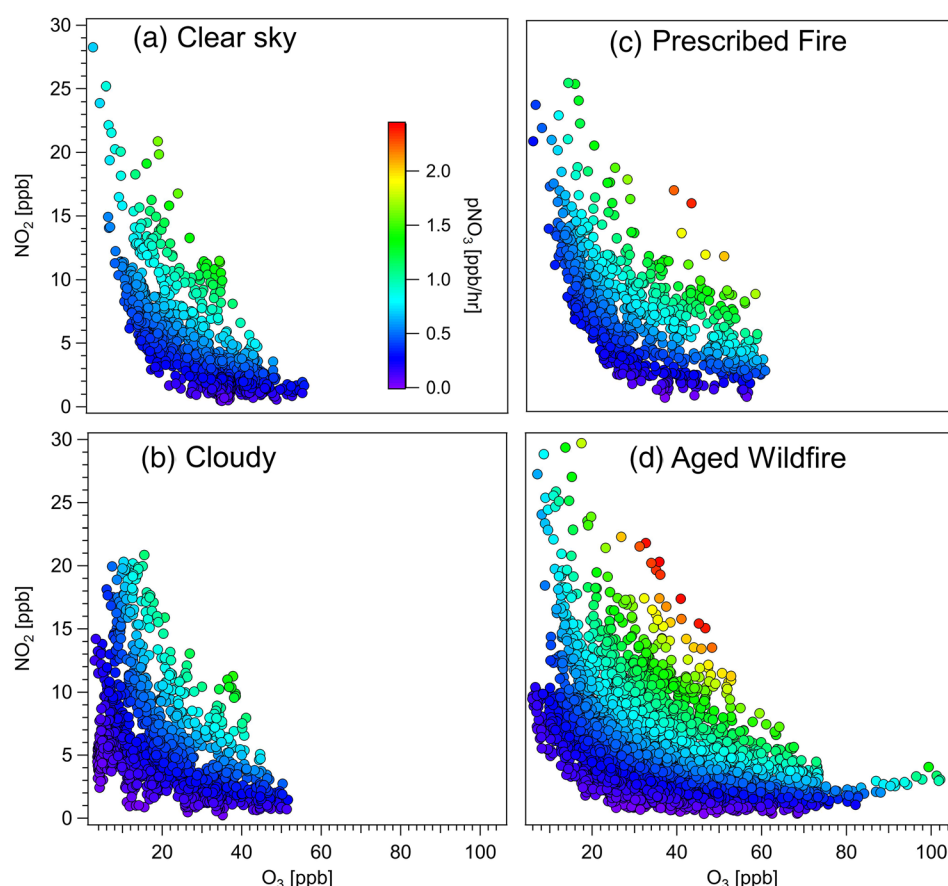 (a) Clear sky
30
25
20
15
10
5
0
NO2 [ppb]
2.0
1.5
1.0
0.5
0.0
pNO3 [ppb/hr]
(c) Prescribed Fire
(b) Cloudy
30
25
20
15
10
5
0
NO2 [ppb]
20 40 60 80 100
O3 [ppb]
(d) Aged Wildfire
20 40 60 80 100
O3 [ppb]